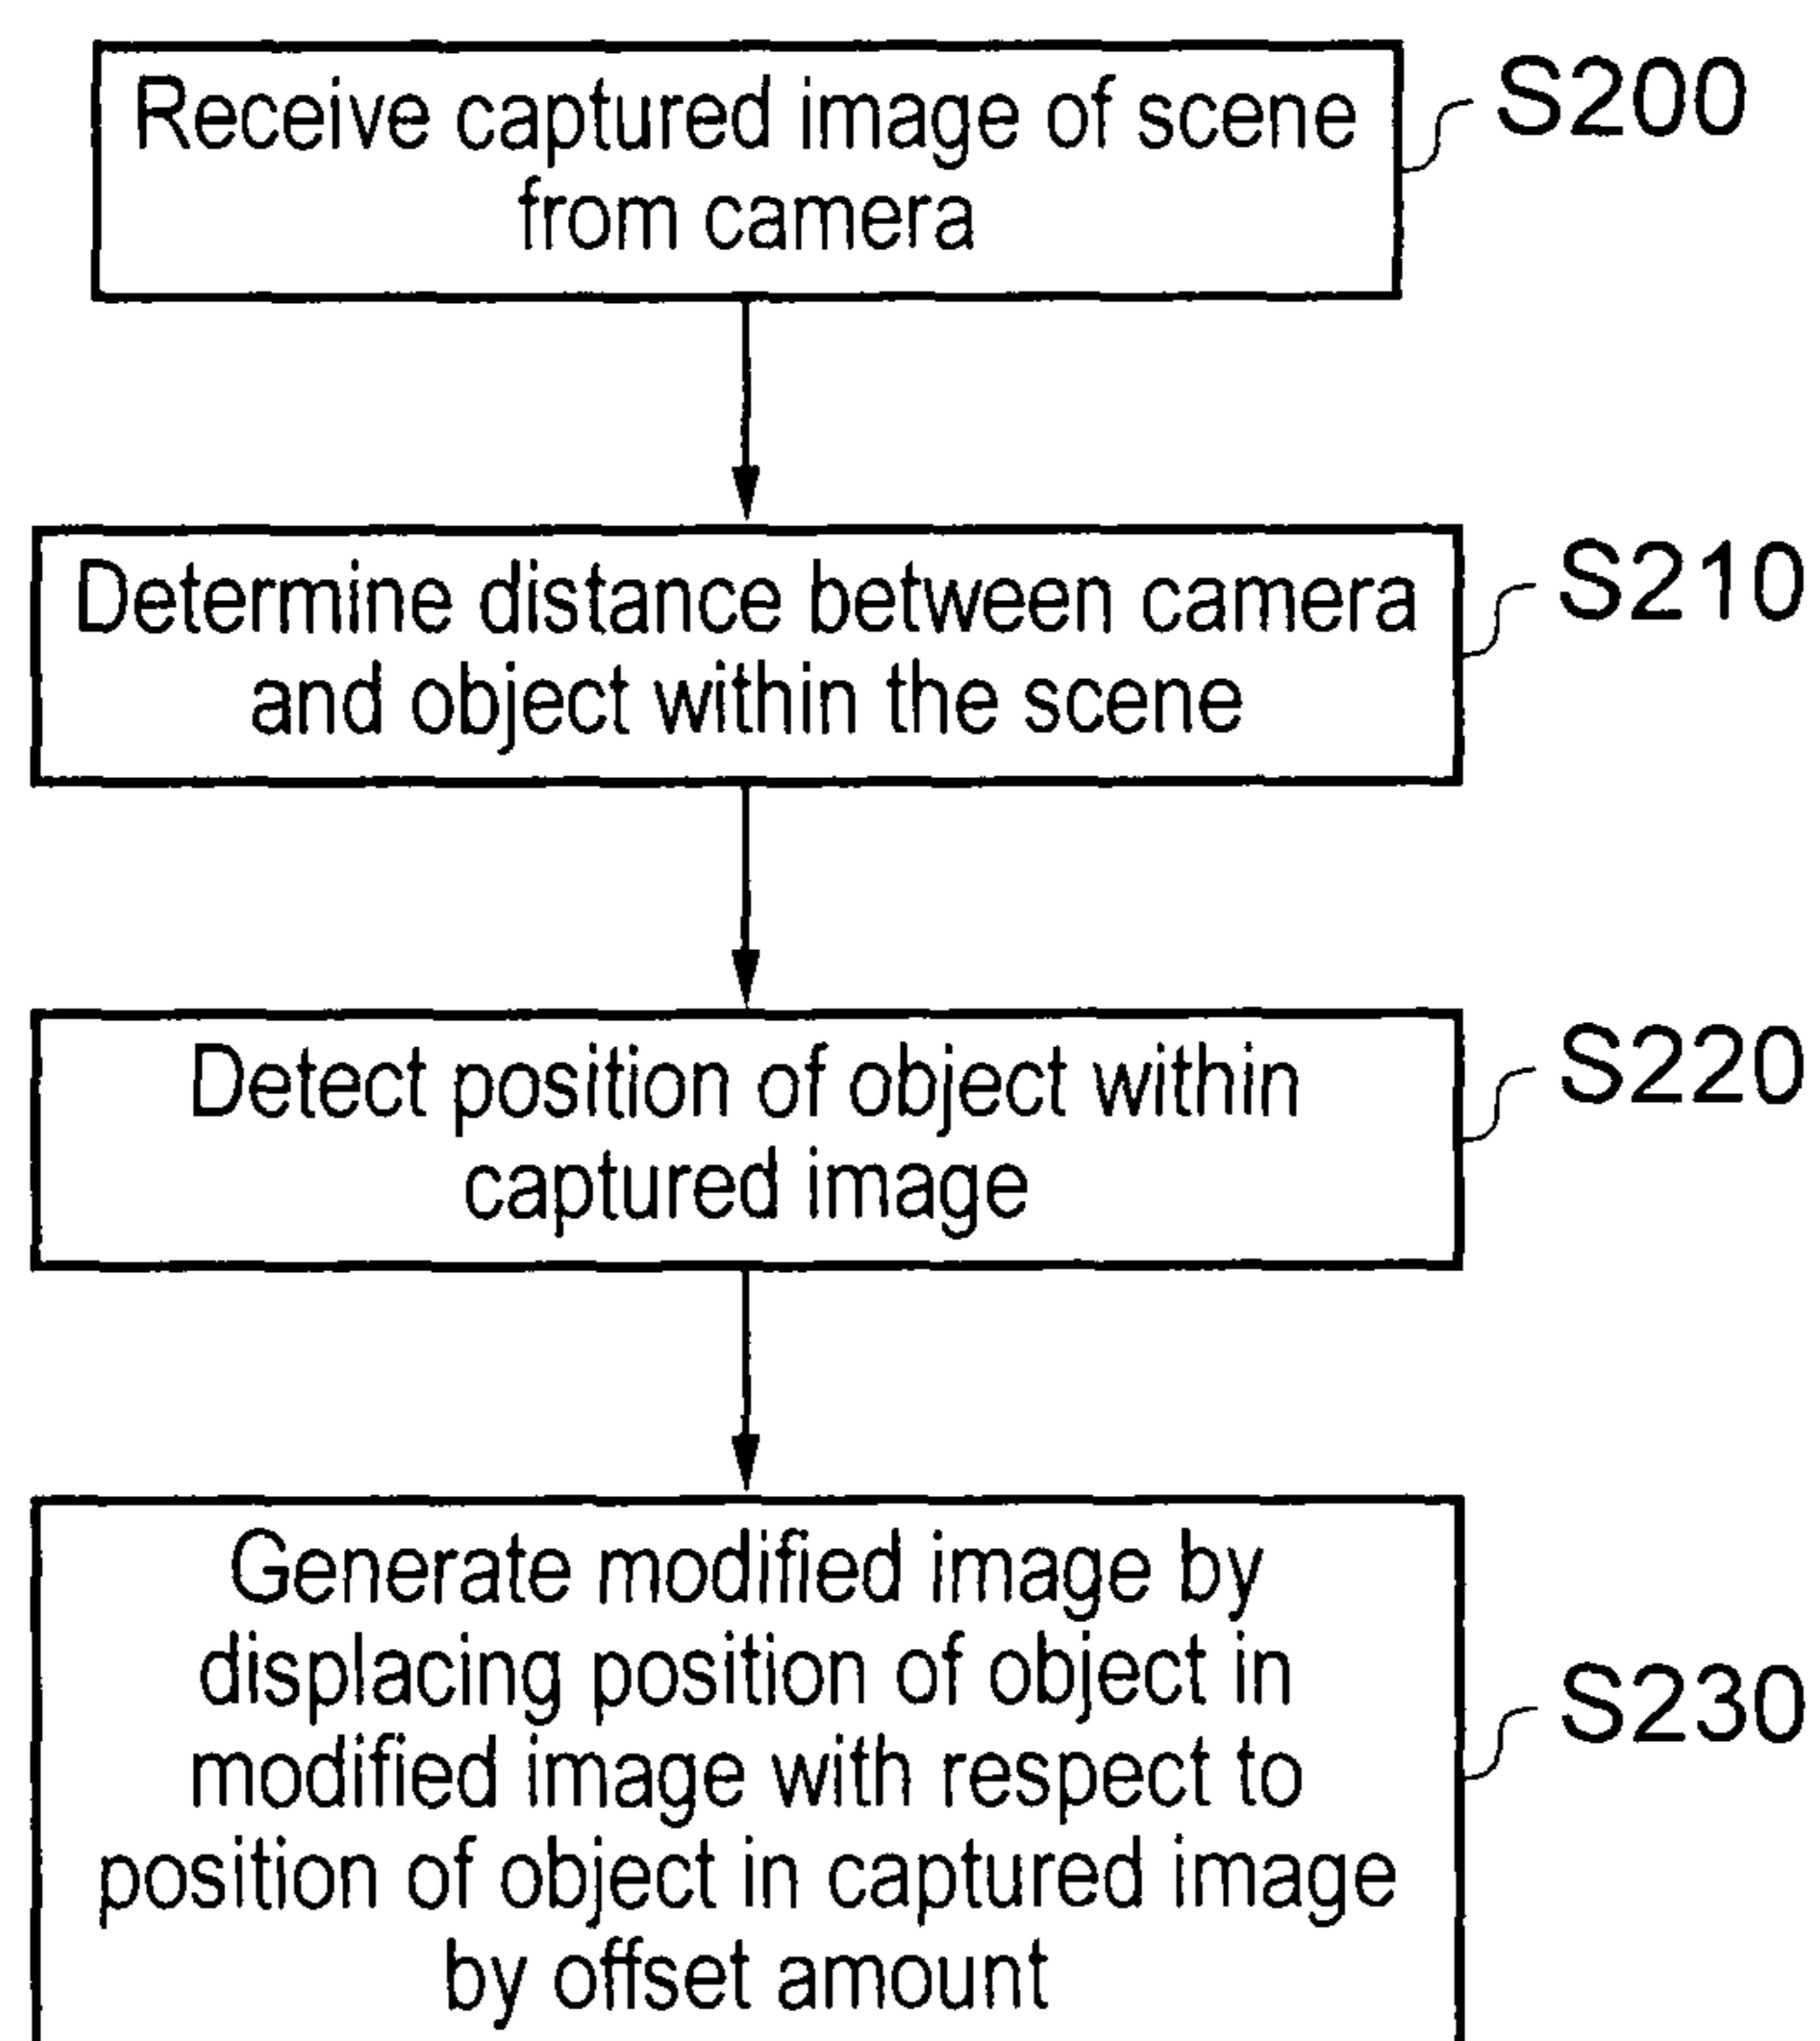 Receive captured image of scene
from camera
S200
Determine distance between camera
and object within the scene
S210
Detect position of object within
captured image
S220
Generate modified image by
displacing position of object in
modified image with respect to
position of object in captured image
by offset amount
S230